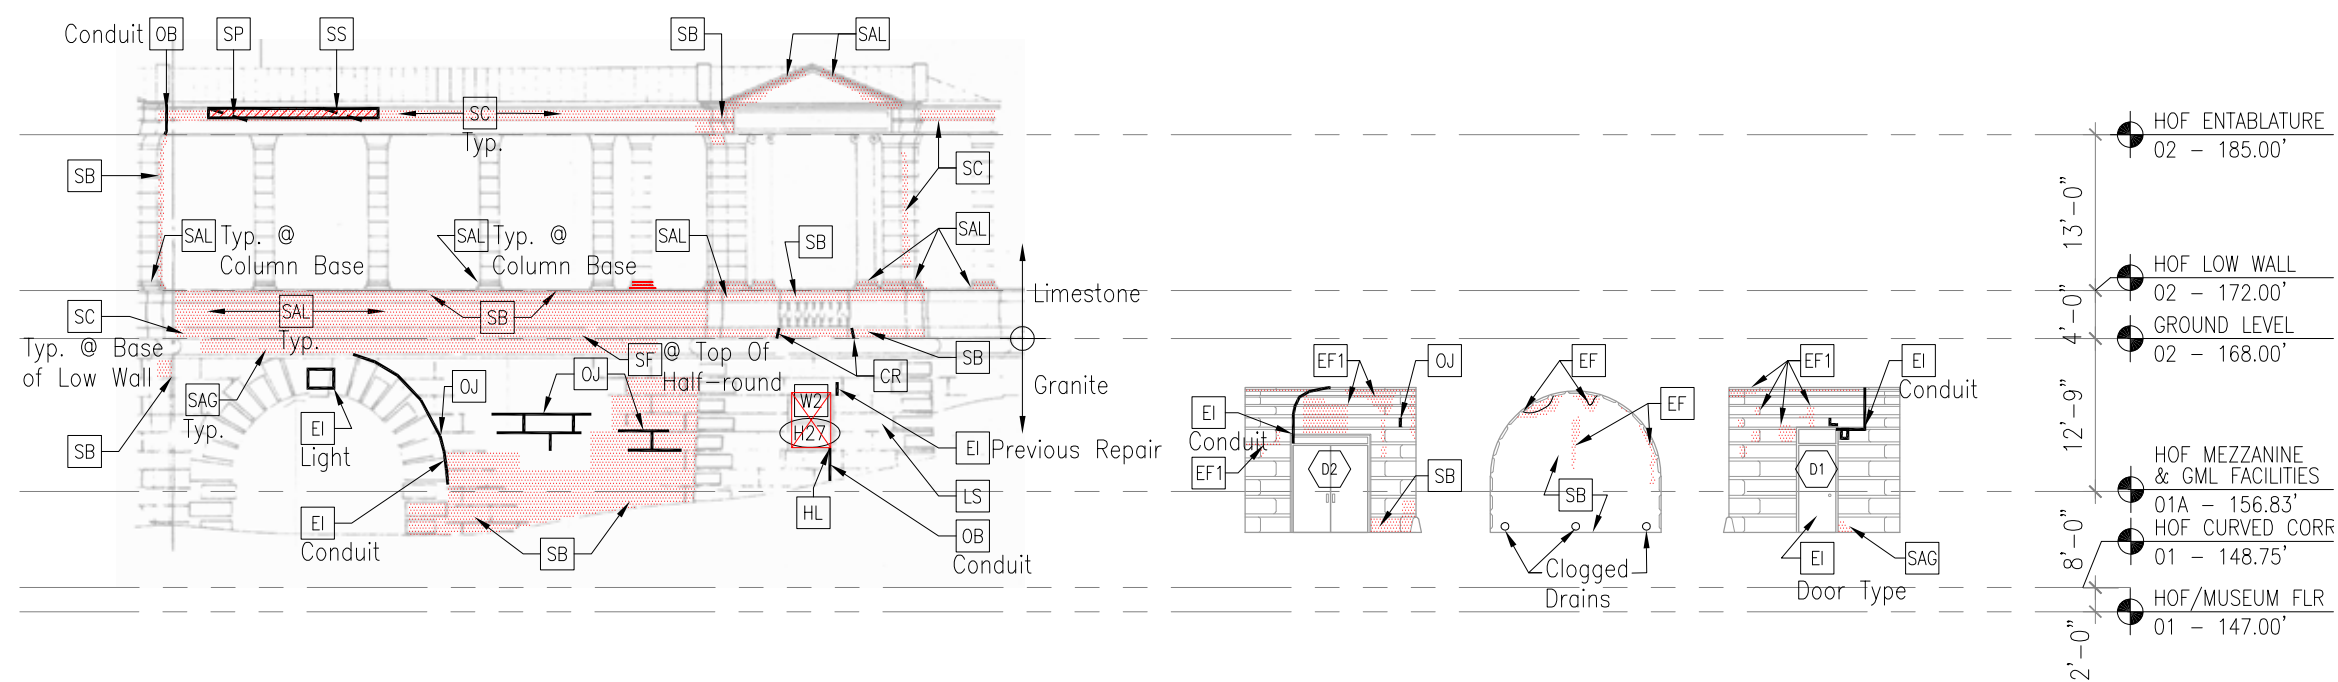 Conduit OB
SP
SS
SB
SAL
SC
Typ.
SB
SC
SAL Typ. @
Column Base
SAL Typ. @
Column Base
SAL
SB
SAL
Limestone
SC
SAL
Typ.
SB
Typ. @ Base
of Low Wall
SF @ Top Of
Half-round
SB
CR
Granite
SAG
Typ.
OJ
OJ
W2
H27
EI
Light
SB
EI Previous Repair
LS
HL
OB
Conduit
EI
Conduit
SB
EF1
OJ
EI
Conduit
EF1
D2
SB
EF
EF
SB
Clogged
Drains
EF1
EI
Conduit
D1
EI
Door Type
SAG
HOF ENTABLATURE
02 - 185.00'
13'-0"
HOF LOW WALL
02 - 172.00'
4'-0"
GROUND LEVEL
02 - 168.00'
12'-9"
HOF MEZZANINE
& GML FACILITIES
01A - 156.83'
HOF CURVED CORR
01 - 148.75'
8'-0"
HOF/MUSEUM FLR
01 - 147.00'
2'-0"